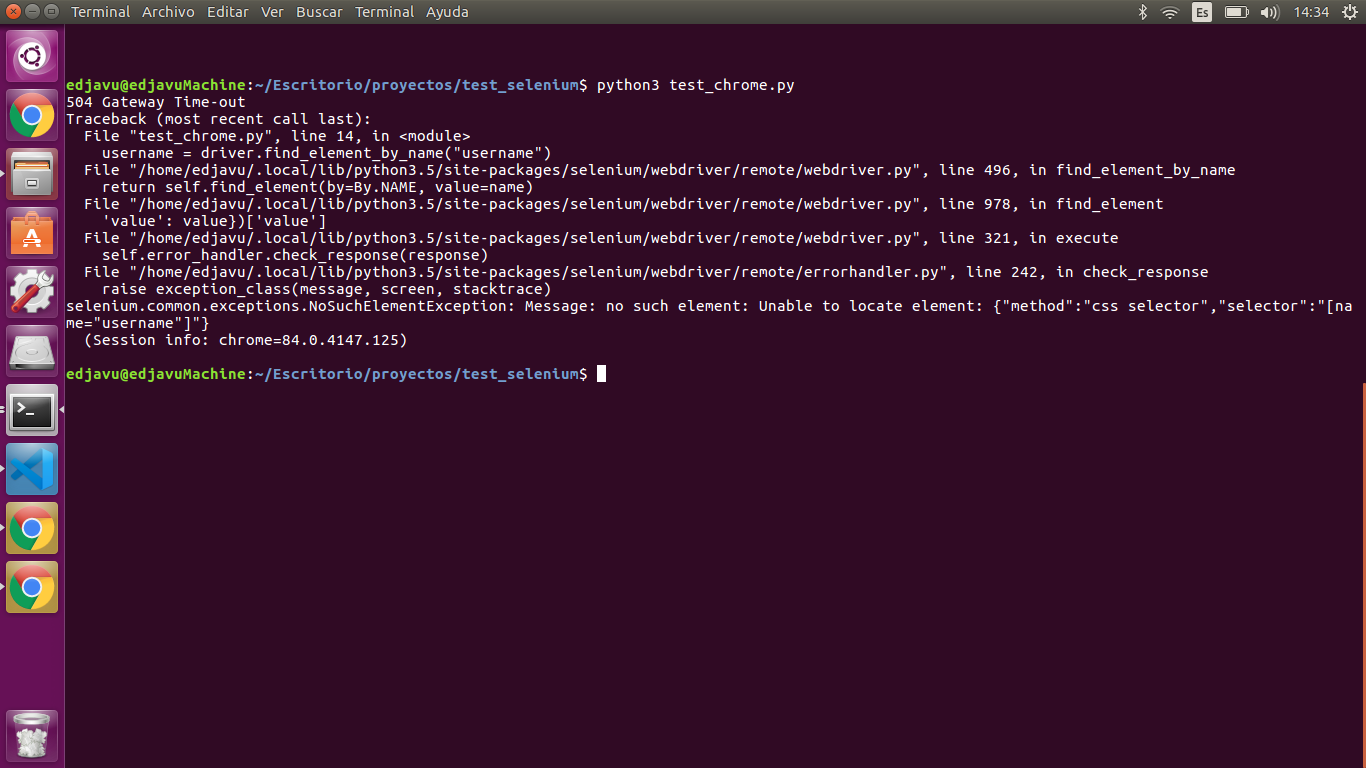 Terminal Archivo Editar Ver Buscar Terminal Ayuda Es 14:34
edjavu@edjavuMachine:~/Escritorio/proyectos/test_selenium$ python3 test_chrome.py
504 Gateway Time-out
Traceback (most recent call last):
  File "test_chrome.py", line 14, in <module>
    username = driver.find_element_by_name("username")
  File "/home/edjavu/.local/lib/python3.5/site-packages/selenium/webdriver/remote/webdriver.py", line 496, in find_element_by_name
    return self.find_element(by=By.NAME, value=name)
  File "/home/edjavu/.local/lib/python3.5/site-packages/selenium/webdriver/remote/webdriver.py", line 978, in find_element
    'value': value})['value']
  File "/home/edjavu/.local/lib/python3.5/site-packages/selenium/webdriver/remote/webdriver.py", line 321, in execute
    self.error_handler.check_response(response)
  File "/home/edjavu/.local/lib/python3.5/site-packages/selenium/webdriver/remote/errorhandler.py", line 242, in check_response
    raise exception_class(message, screen, stacktrace)
selenium.common.exceptions.NoSuchElementException: Message: no such element: Unable to locate element: {"method":"css selector","selector":"[na
me="username"]"}
  (Session info: chrome=84.0.4147.125)
edjavu@edjavuMachine:~/Escritorio/proyectos/test_selenium$